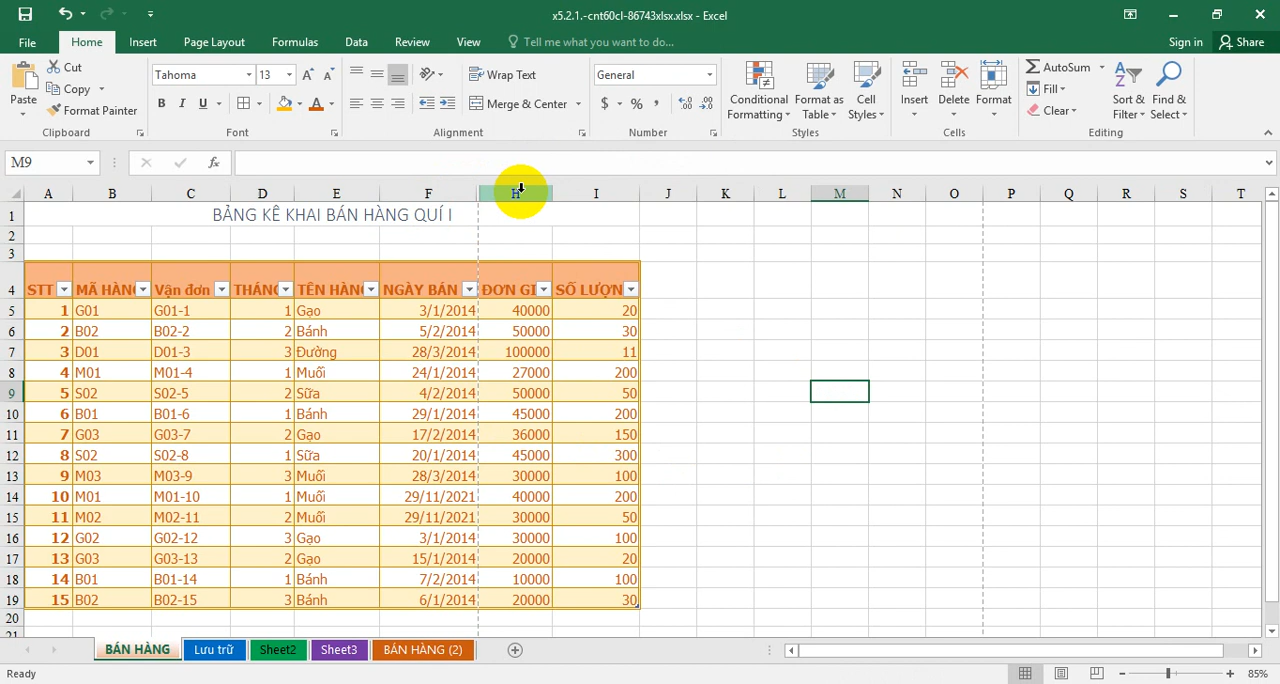 x5.2.1.-cnt60cl-86743xlsx.xlsx - Excel
File Home Insert Page Layout Formulas Data Review View Tell me what you want to do... Sign in Share
Paste Cut Copy Format Painter Clipboard
Tahoma 13 B I U A Font
Wrap Text Merge & Center Alignment
General $ % , Number
Conditional Formatting Format as Table Cell Styles Styles
Insert Delete Format Cells
AutoSum Fill Clear Sort & Filter Find & Select Editing
M9 fx
A B C D E F H I J K L M N O P Q R S T
1 BẢNG KÊ KHAI BÁN HÀNG QUÍ I
2
3
4 STT MÃ HÀN Vận đơn THÁNG TÊN HÀN NGÀY BÁN ĐƠN GI SỐ LƯỢN
5 1 G01 G01-1 1 Gạo 3/1/2014 40000 20
6 2 B02 B02-2 2 Bánh 5/2/2014 50000 30
7 3 D01 D01-3 3 Đường 28/3/2014 100000 11
8 4 M01 M01-4 1 Muối 24/1/2014 27000 200
9 5 S02 S02-5 2 Sữa 4/2/2014 50000 50
10 6 B01 B01-6 1 Bánh 29/1/2014 45000 200
11 7 G03 G03-7 2 Gạo 17/2/2014 36000 150
12 8 S02 S02-8 1 Sữa 20/1/2014 45000 300
13 9 M03 M03-9 3 Muối 28/3/2014 30000 100
14 10 M01 M01-10 1 Muối 29/11/2021 40000 200
15 11 M02 M02-11 2 Muối 29/11/2021 30000 50
16 12 G02 G02-12 3 Gạo 3/1/2014 30000 100
17 13 G03 G03-13 2 Gạo 15/1/2014 20000 20
18 14 B01 B01-14 1 Bánh 7/2/2014 10000 100
19 15 B02 B02-15 3 Bánh 6/1/2014 20000 30
20
21
BÁN HÀNG Lưu trữ Sheet2 Sheet3 BÁN HÀNG (2)
Ready 85%